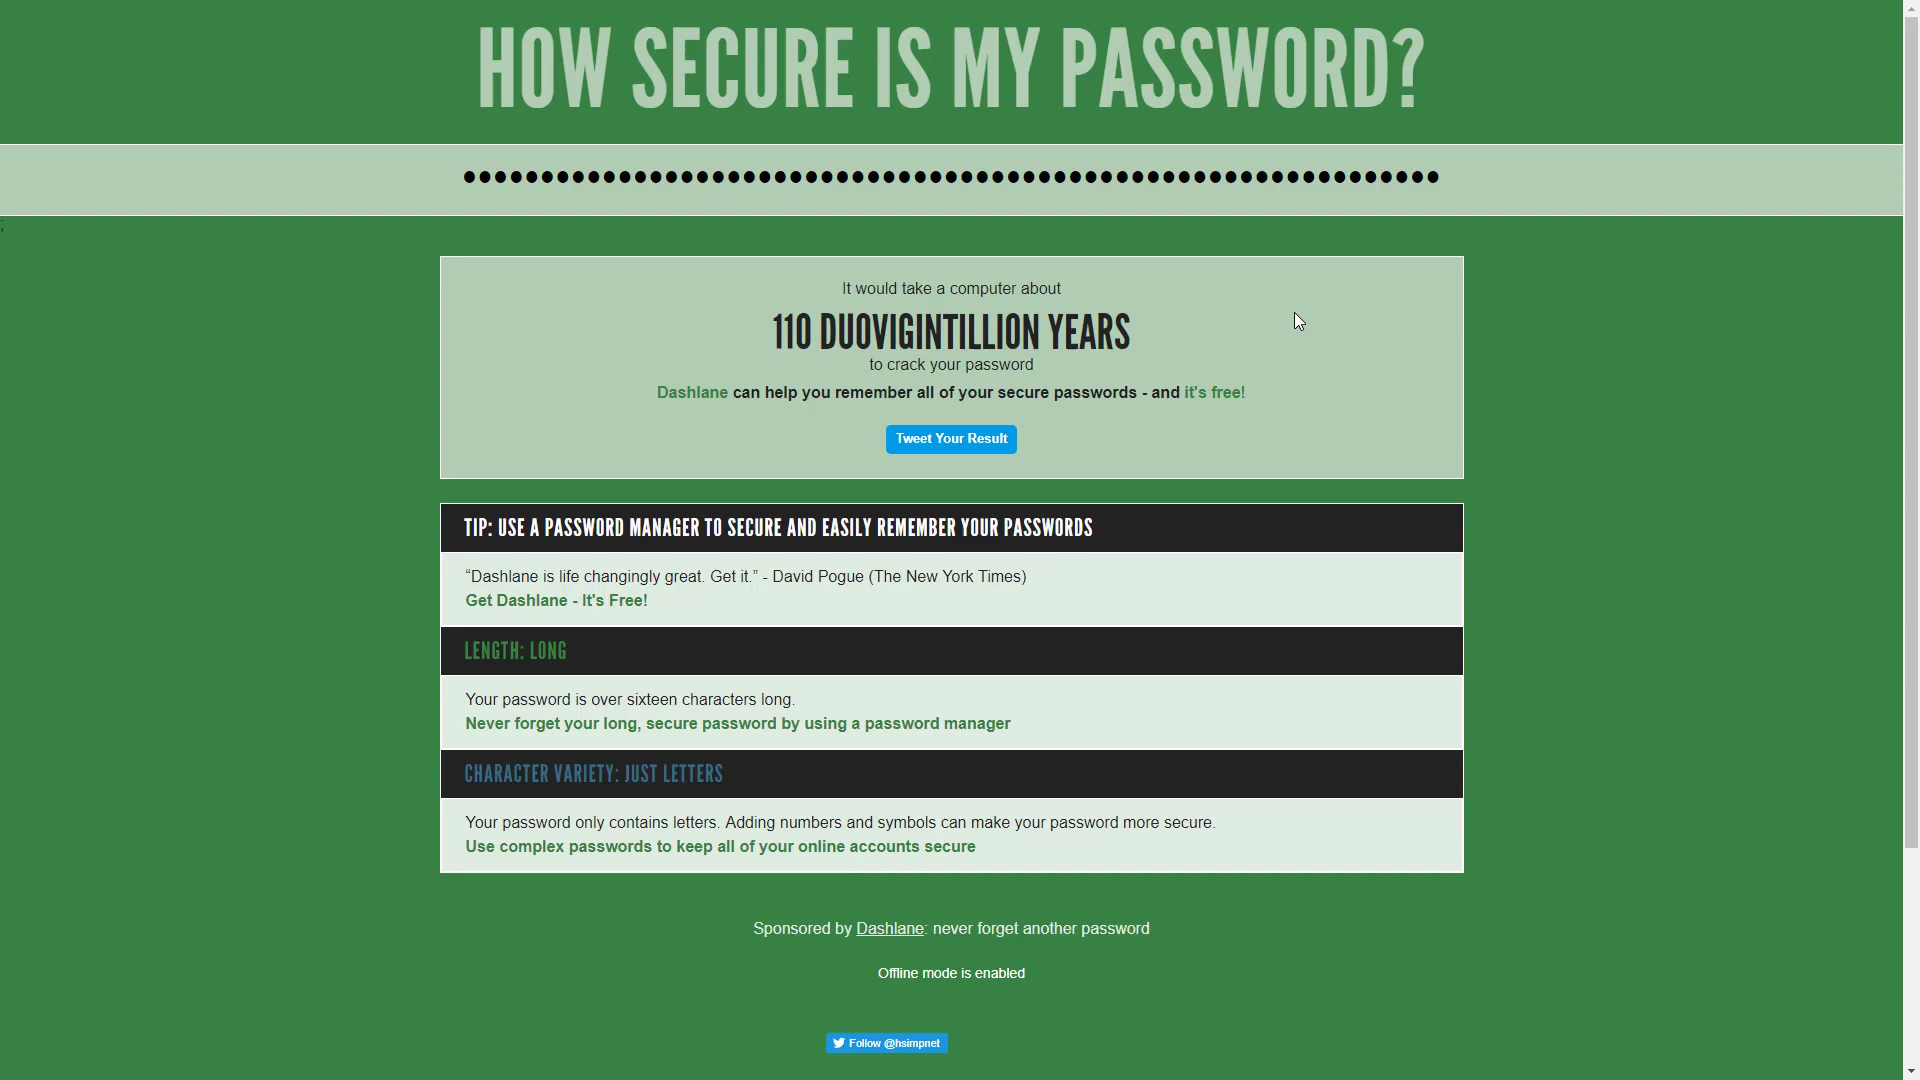 HOW SECURE IS MY PASSWORD?
••••••••••••••••••••••••••••••••••••••••••••••••••••••••••••••••
;
It would take a computer about
110 DUOVIGINTILLION YEARS
to crack your password
Dashlane can help you remember all of your secure passwords - and it's free!
Tweet Your Result
TIP: USE A PASSWORD MANAGER TO SECURE AND EASILY REMEMBER YOUR PASSWORDS
“Dashlane is life changingly great. Get it.” - David Pogue (The New York Times)
Get Dashlane - It's Free!
LENGTH: LONG
Your password is over sixteen characters long.
Never forget your long, secure password by using a password manager
CHARACTER VARIETY: JUST LETTERS
Your password only contains letters. Adding numbers and symbols can make your password more secure.
Use complex passwords to keep all of your online accounts secure
Sponsored by Dashlane: never forget another password
Offline mode is enabled
Follow @hsimpnet